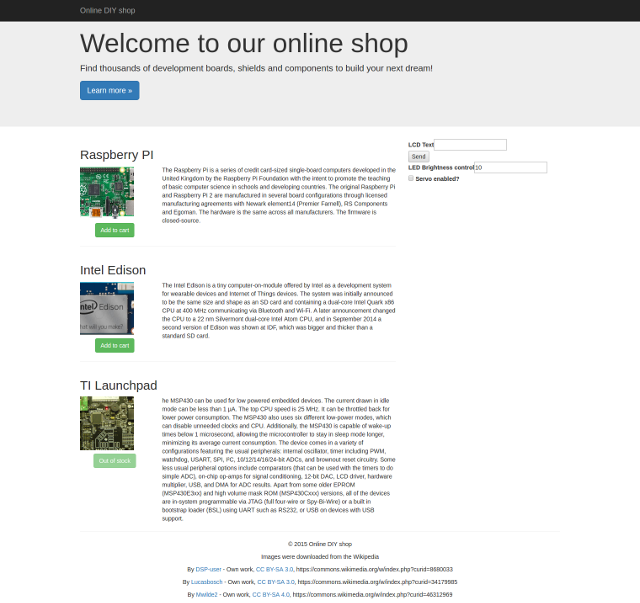 Online DIY shop
Welcome to our online shop
Find thousands of development boards, shields and components to build your next dream!
Learn more »
LCD Text
Send
LED Brightness control 10
Servo enabled?
Raspberry PI
The Raspberry PI is a series of credit card-sized single-board computers developed in the
United Kingdom by the Raspberry PI Foundation with the intent to promote the teaching
of basic computer science in schools and developing countries. The original Raspberry PI
and Raspberry PI 2 are manufactured in several board configurations through licensed
manufacturing agreements with Newark element14 (Premier Farnell), RS Components
and Egoman. The hardware is the same across all manufacturers. The firmware is
closed-source.
Add to cart
Intel Edison
The Intel Edison is a tiny computer-on-module offered by Intel as a development system
for wearable devices and Internet of Things devices. The system was initially announced
to be the same size and shape as an SD card and containing a dual-core Intel Quark x86
CPU at 400 MHz communicating via Bluetooth and Wi-Fi. A later announcement changed
the CPU to a 22 nm Silvermont dual-core Intel Atom CPU, and in September 2014 a
second version of Edison was shown at IDF, which was bigger and thicker than a
standard SD card.
ntel Edison
at will you make?
Add to cart
TI Launchpad
he MSP430 can be used for low powered embedded devices. The current drawn in idle
mode can be less than 1 µA. The top CPU speed is 25 MHz. It can be throttled back for
lower power consumption. The MSP430 also uses six different low-power modes, which
can disable unneeded clocks and CPU. Additionally, the MSP430 is capable of wake-up
times below 1 microsecond, allowing the microcontroller to stay in sleep mode longer,
minimizing its average current consumption. The device comes in a variety of
configurations featuring the usual peripherals: internal oscillator, timer including PWM,
watchdog, USART, SPI, I²C, 10/12/14/16/24-bit ADCs, and brownout reset circuitry. Some
less usual peripheral options include comparators (that can be used with the timers to do
simple ADC), on-chip op-amps for signal conditioning, 12-bit DAC, LCD driver, hardware
multiplier, USB, and DMA for ADC results. Apart from some older EPROM
(MSP430E3xx) and high volume mask ROM (MSP430Cxxx) versions, all of the devices
are in-system programmable via JTAG (full four-wire or Spy-Bi-Wire) or a built in
bootstrap loader (BSL) using UART such as RS232, or USB on devices with USB
support.
Out of stock
© 2015 Online DIY shop
Images were downloaded from the Wikipedia
By DSP-user - Own work, CC BY-SA 3.0, https://commons.wikimedia.org/w/index.php?curid=8680033
By Lucasbosch - Own work, CC BY-SA 3.0, https://commons.wikimedia.org/w/index.php?curid=34179985
By Mwilde2 - Own work, CC BY-SA 4.0, https://commons.wikimedia.org/w/index.php?curid=46312969